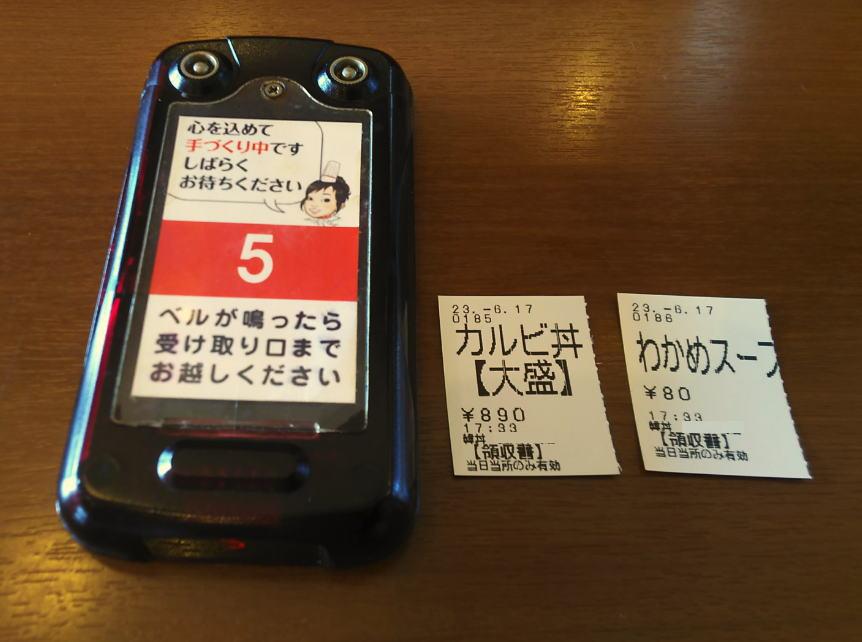 心を込めて
手づくり中です
しばらく
お待ちください
5
ベルが鳴ったら
受け取り口まで
お越しください
23.-6.17
0185
カルビ丼
【大盛】
¥890
17:33
韓丼
【領収書】
当日当所のみ有効
23.-6.17
0186
わかめスープ
¥80
17:33
韓丼
【領収書】
当日当所のみ有効